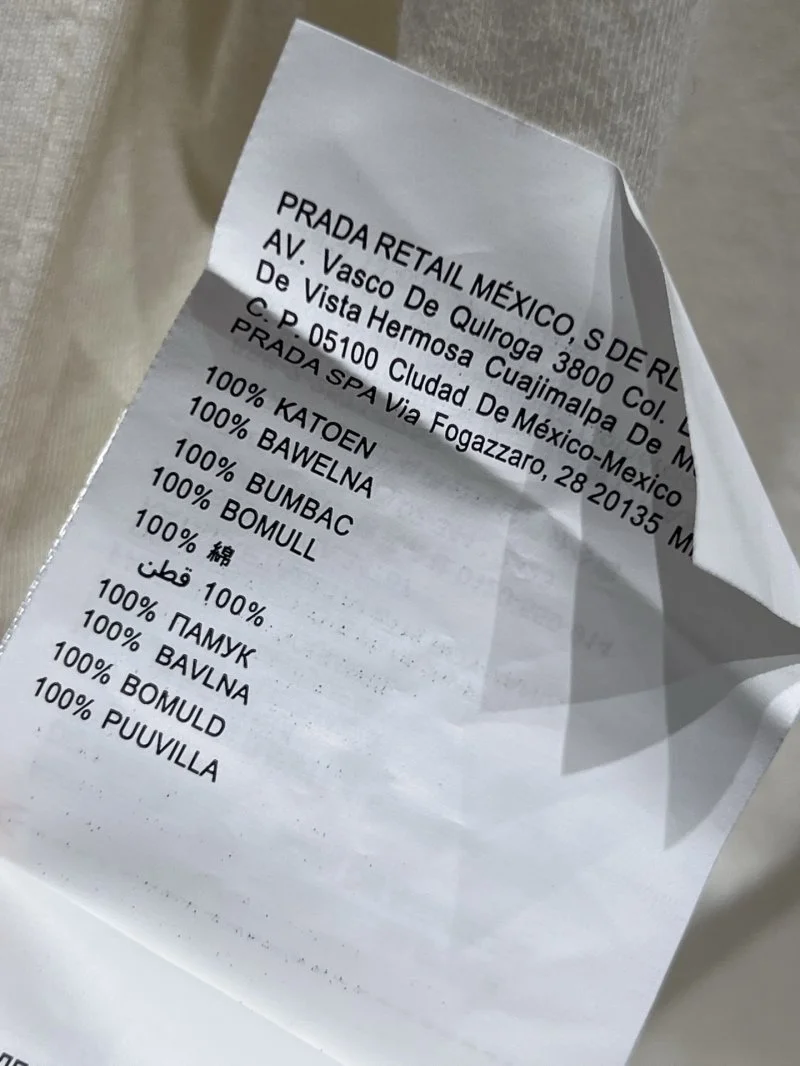 PRADA RETAIL MÉXICO, S DE RL
AV. Vasco De QuIroga 3800 Col.
De Vista Hermosa Cuajimalpa De
C. P. 05100 CIudad De México-Mexico
PRADA SPA Via Fogazzaro, 28 20135
100% KATOEN
100% BAWELNA
100% BUMBAC
100% BOMULL
100% 綿
100% قطن
100% ПАМУК
100% BAVLNA
100% BOMULD
100% PUUVILLA